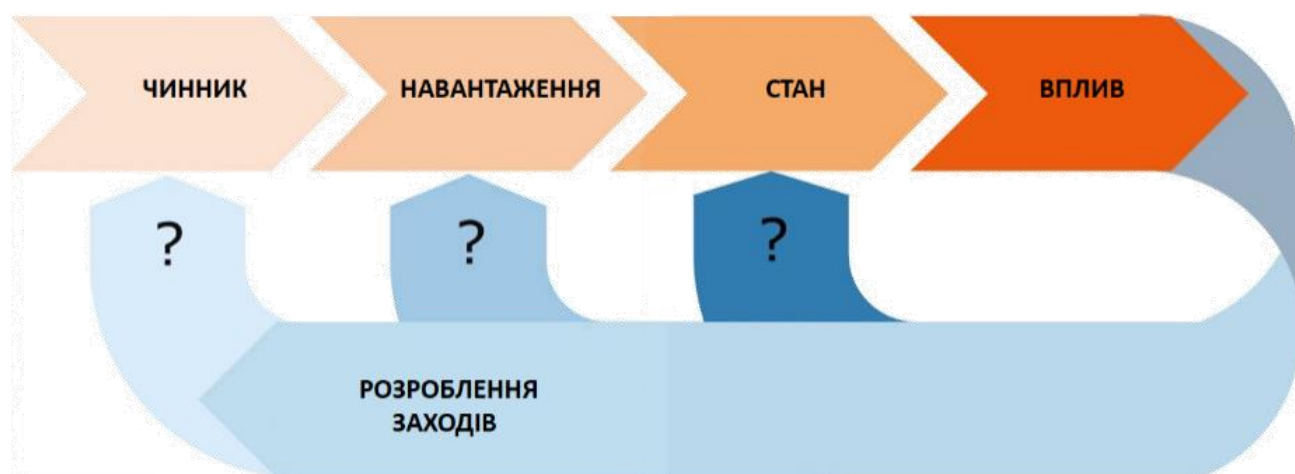 ЧИННИК
НАВАНТАЖЕННЯ
СТАН
ВПЛИВ
?
?
?
РОЗРОБЛЕННЯ
ЗАХОДІВ